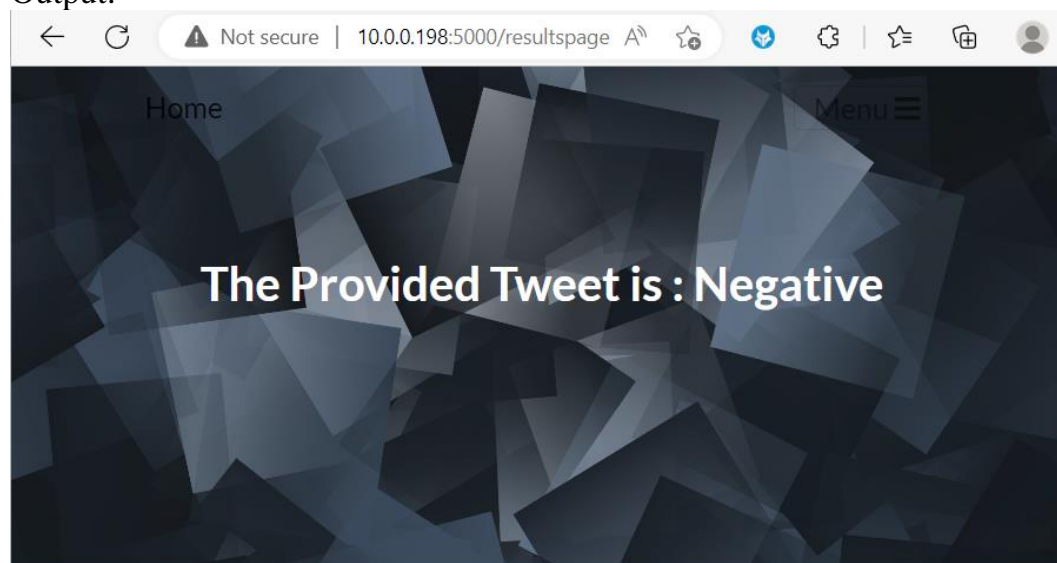 Output:
Not secure | 10.0.0.198:5000/resultspage A
Home
Menu
The Provided Tweet is : Negative